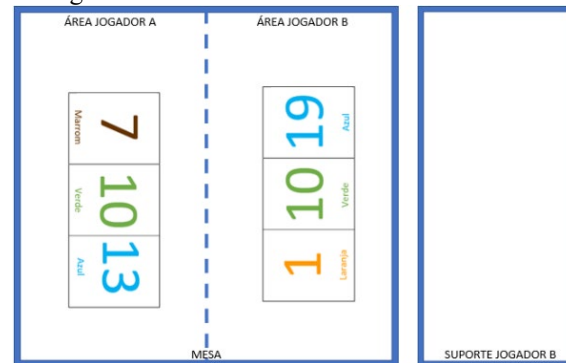 ÁREA JOGADOR A
ÁREA JOGADOR B
7
Marrom
10
Verde
13
Azul
19
Azul
10
Verde
1
Laranja
MESA
SUPORTE JOGADOR B